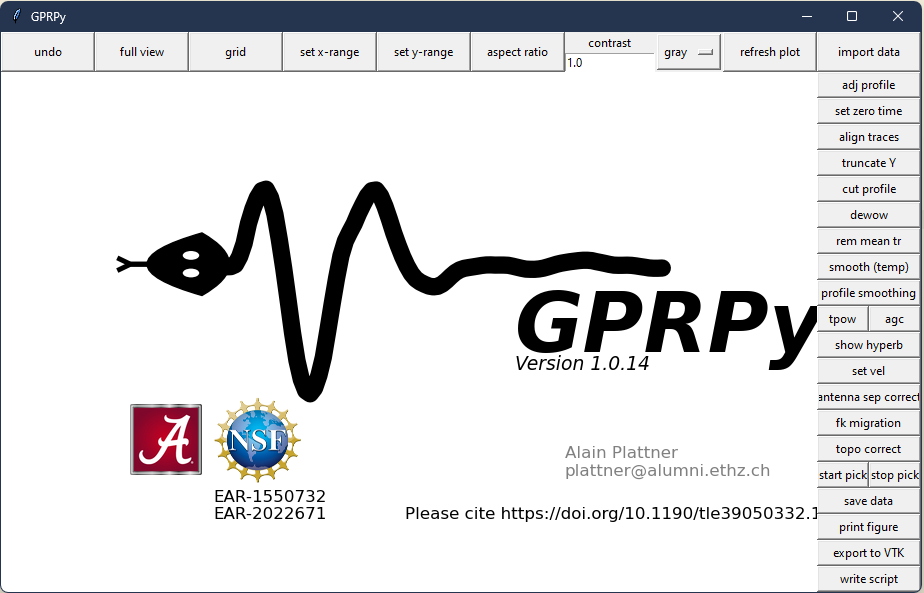 GPRPy
undo full view grid set x-range set y-range aspect ratio contrast 1.0 gray refresh plot import data
adj profile
set zero time
align traces
truncate Y
cut profile
dewow
rem mean tr
smooth (temp)
profile smoothing
tpow agc
show hyperb
set vel
antenna sep correct
fk migration
topo correct
start pick stop pick
save data
print figure
export to VTK
write script
GPRPy
Version 1.0.14
A
NSF
Alain Plattner
plattner@alumni.ethz.ch
EAR-1550732
EAR-2022671
Please cite https://doi.org/10.1190/tle39050332.1